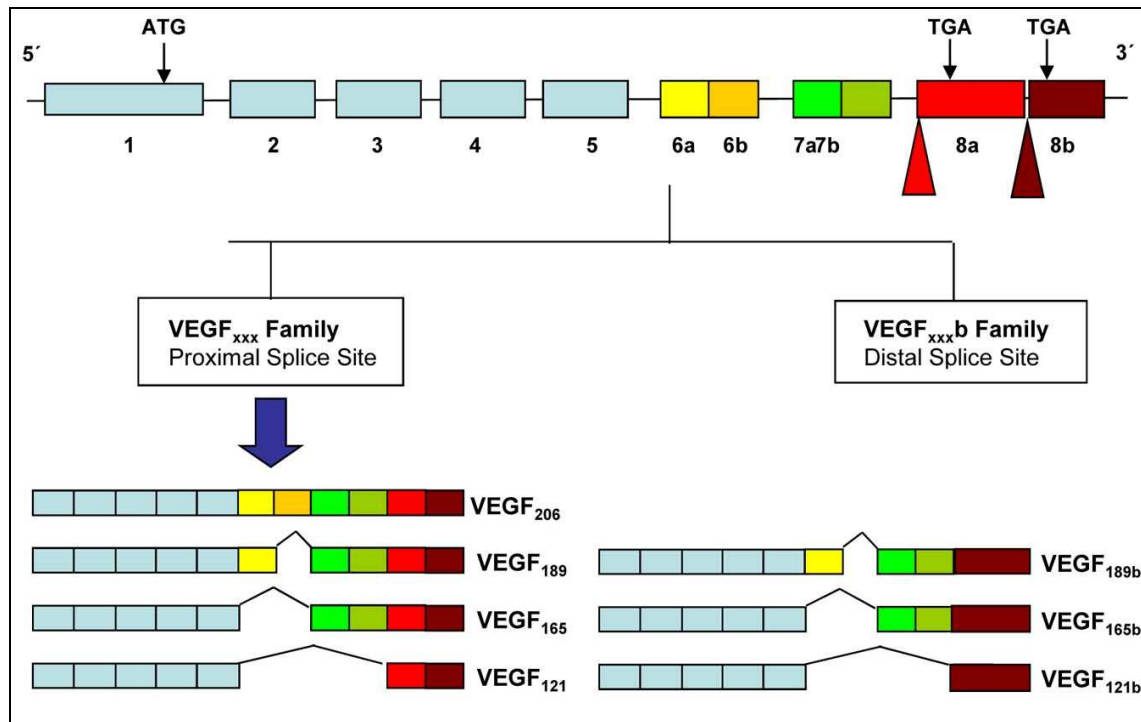 ATG TGA TGA
5´ 3´
1 2 3 4 5 6a 6b 7a7b 8a 8b
VEGFxxx Family
Proximal Splice Site
VEGFxxxb Family
Distal Splice Site
VEGF206
VEGF189
VEGF165
VEGF121
VEGF189b
VEGF165b
VEGF121b